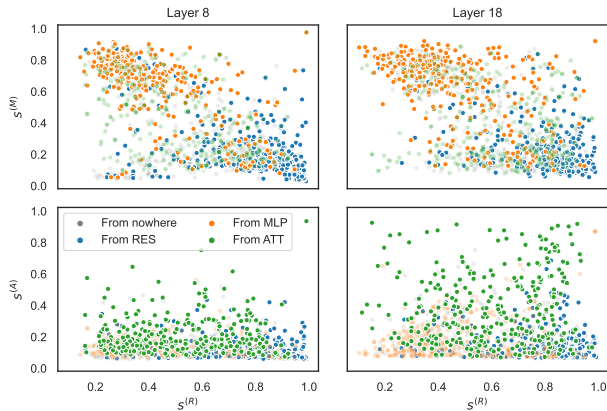 Layer 8 Layer 18
1.0
0.8
0.6
0.4
0.2
0.0
s^(M)
1.0
0.8
0.6
0.4
0.2
0.0
s^(A)
From nowhere From MLP
From RES From ATT
0.2 0.4 0.6 0.8 1.0 0.2 0.4 0.6 0.8 1.0
s^(R) s^(R)